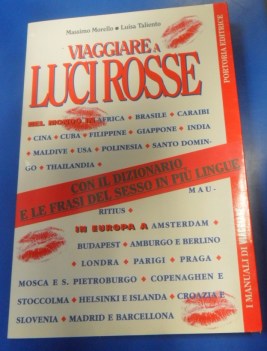 Massimo Morello • Luisa Taliento
VIAGGIARE A
LUCI ROSSE
NEL MONDO IN AFRICA ♦ BRASILE ♦ CARAIBI
♦ CINA ♦ CUBA ♦ FILIPPINE ♦ GIAPPONE ♦ INDIA
♦ MALDIVE ♦ USA ♦ POLINESIA ♦ SANTO DOMIN-
GO ♦ THAILANDIA ♦
CON IL DIZIONARIO
E LE FRASI DEL SESSO IN PIÙ LINGUE
MAU-
RITIUS ♦
IN EUROPA A AMSTERDAM ♦
BUDAPEST ♦ AMBURGO E BERLINO
♦ LONDRA ♦ PARIGI ♦ PRAGA ♦
MOSCA E S. PIETROBURGO ♦ COPENAGHEN E
STOCCOLMA ♦ HELSINKI E ISLANDA ♦ CROAZIA E
SLOVENIA ♦ MADRID E BARCELLONA
PORTORIA EDITRICE
I MANUALI DI